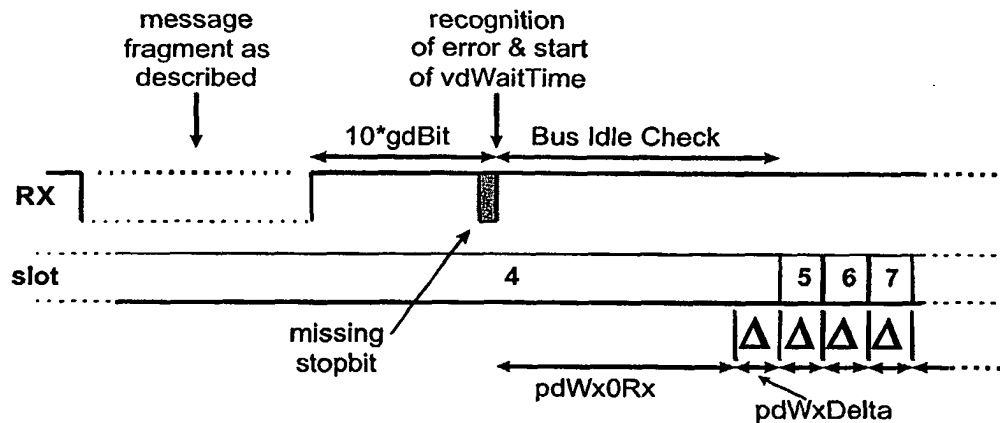 message
fragment as
described
recognition
of error & start
of vdWaitTime
10*gdBit
Bus Idle Check
RX
slot
4
5 6 7
missing
stopbit
Δ Δ Δ Δ
pdWx0Rx
pdWxDelta